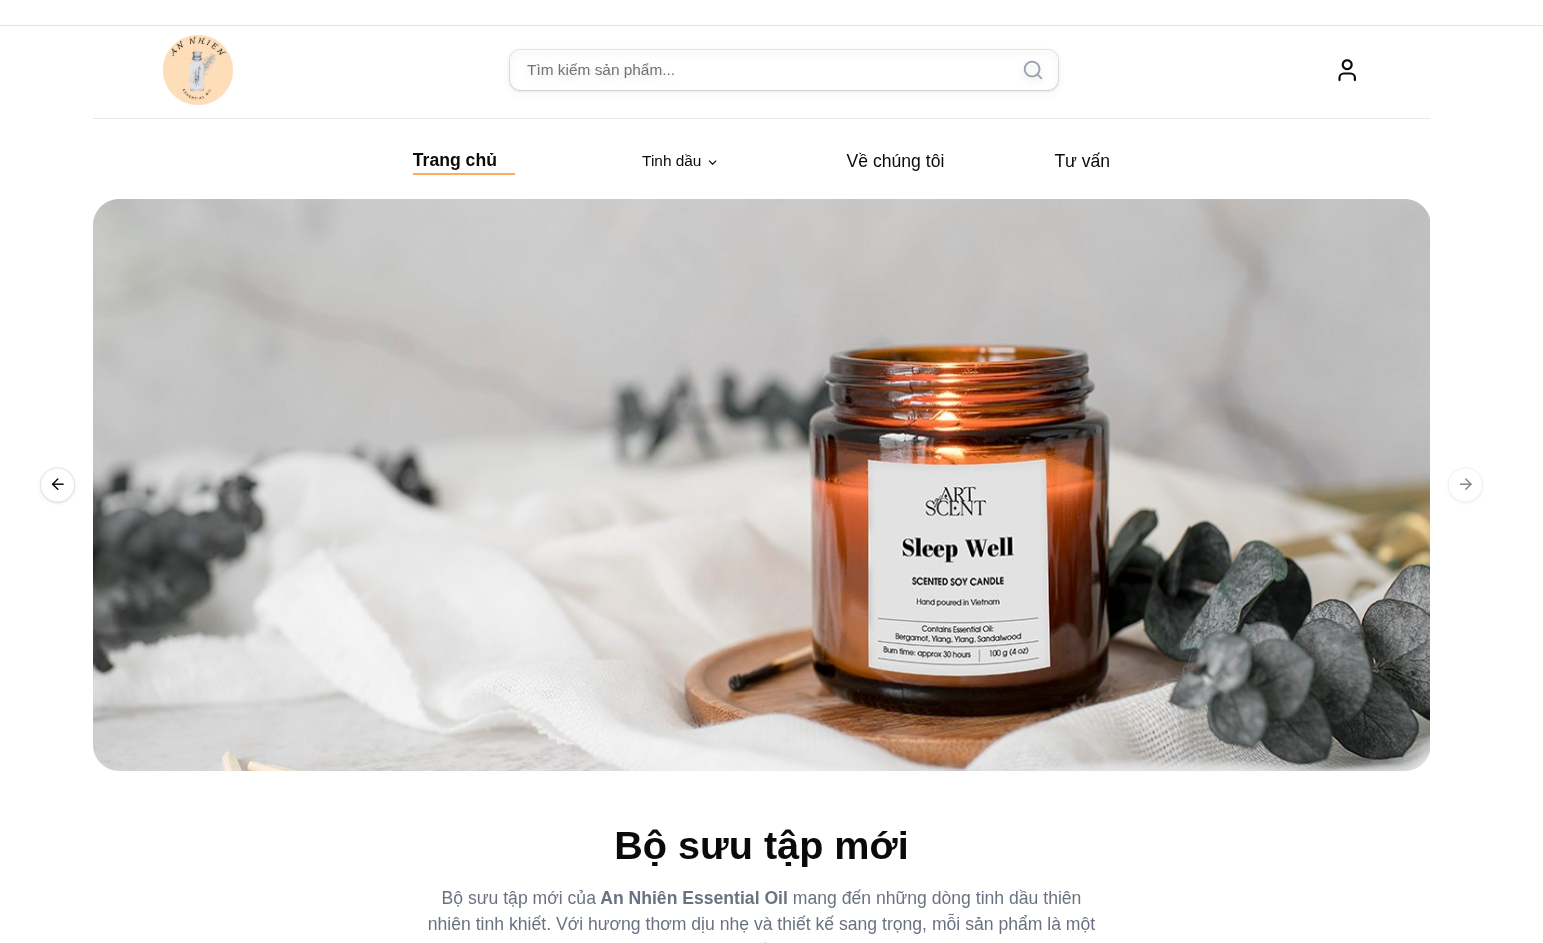 AN NHIEN
ESSENTIAL OIL
Tìm kiếm sản phẩm...
Trang chủ
Tinh dầu
Về chúng tôi
Tư vấn
ART
SCENT
Sleep Well
SCENTED SOY CANDLE
Hand poured in Vietnam
Contains Essential Oil:
Bergamot, Ylang, Ylang, Sandalwood
Burn time: approx 30 hours
100 g (4 oz)
Bộ sưu tập mới
Bộ sưu tập mới của An Nhiên Essential Oil mang đến những dòng tinh dầu thiên
nhiên tinh khiết. Với hương thơm dịu nhẹ và thiết kế sang trọng, mỗi sản phẩm là một